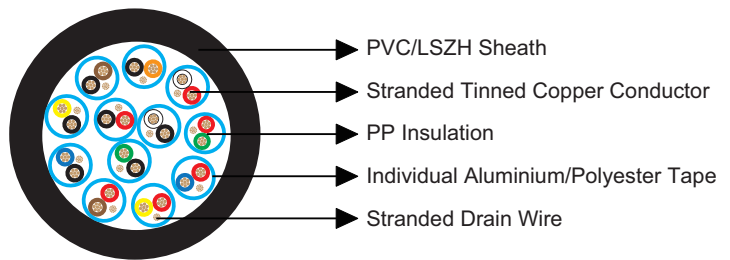 PVC/LSZH Sheath
Stranded Tinned Copper Conductor
PP Insulation
Individual Aluminium/Polyester Tape
Stranded Drain Wire